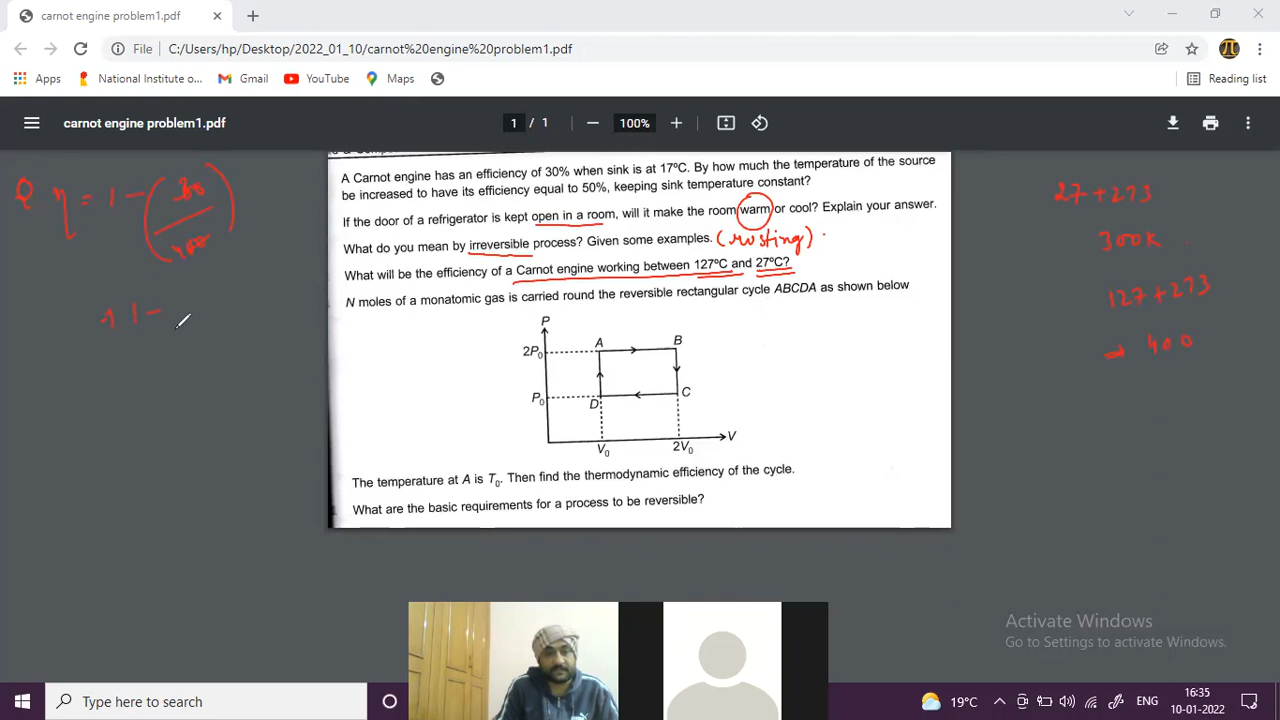 carnot engine problem1.pdf
File C:/Users/hp/Desktop/2022_01_10/carnot%20engine%20problem1.pdf
Apps National Institute o... Gmail YouTube Maps Reading list
carnot engine problem1.pdf 1 / 1 100%
A Carnot engine has an efficiency of 30% when sink is at 17ºC. By how much the temperature of the source
be increased to have its efficiency equal to 50%, keeping sink temperature constant?
If the door of a refrigerator is kept open in a room, will it make the room warm or cool? Explain your answer.
What do you mean by irreversible process? Given some examples. (rusting)
What will be the efficiency of a Carnot engine working between 127ºC and 27ºC?
N moles of a monatomic gas is carried round the reversible rectangular cycle ABCDA as shown below
P
2P₀ A B
P₀ D C
V₀ 2V₀ V
The temperature at A is T₀. Then find the thermodynamic efficiency of the cycle.
What are the basic requirements for a process to be reversible?
η = 1 - (
400
1 -
27 + 273
300K
127 + 273
→ 400
Activate Windows
Go to Settings to activate Windows.
Type here to search
19°C ENG 16:35
10-01-2022